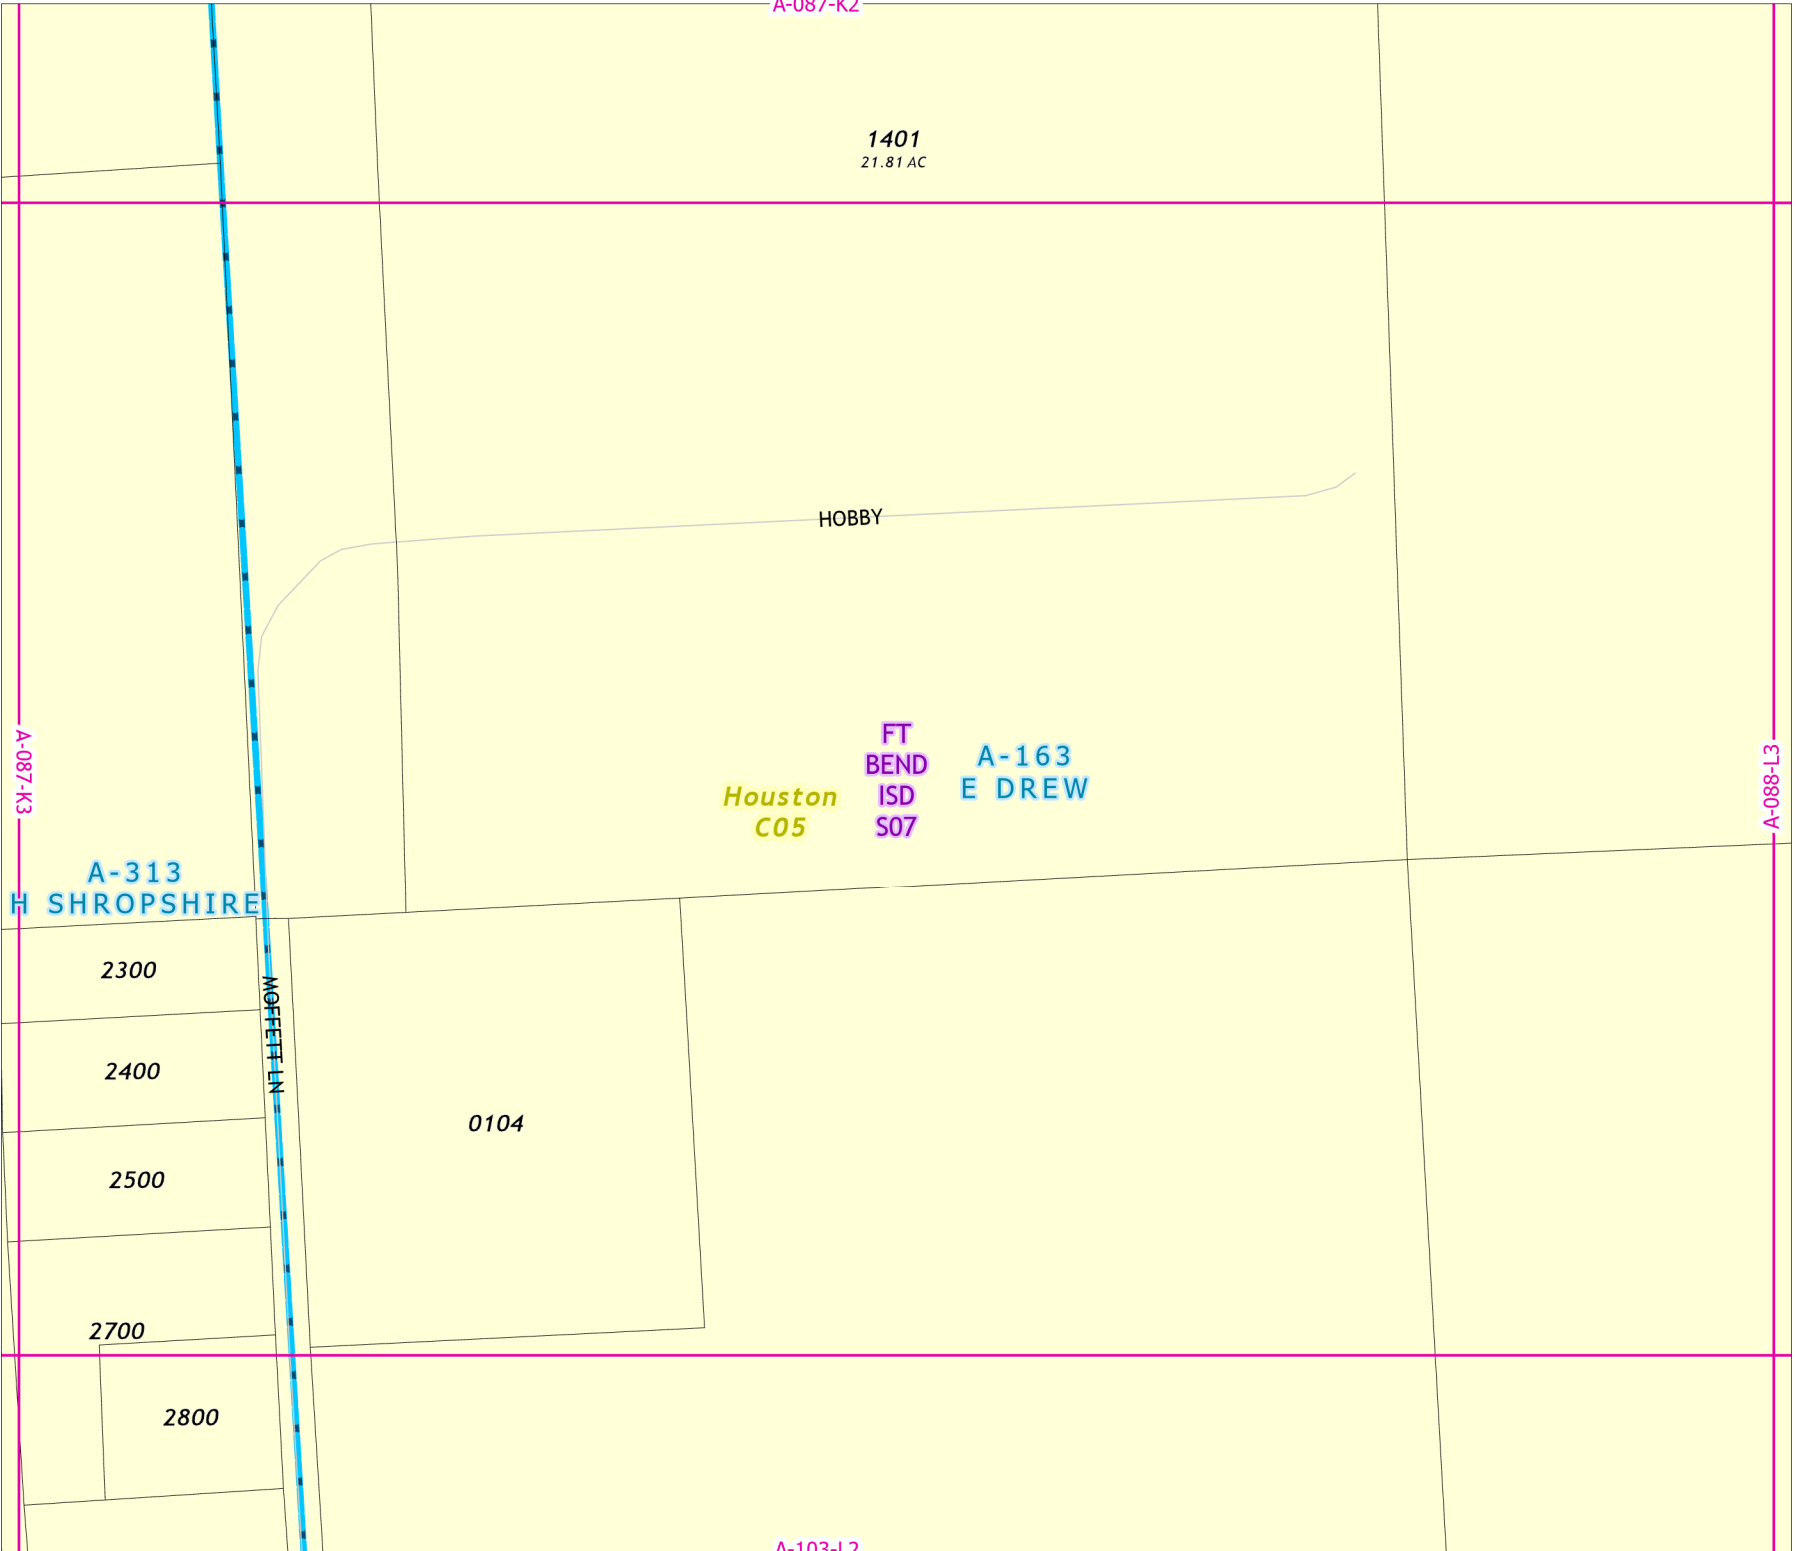 A-087-K2
1401
21.81 AC
HOBBY
FT
BEND
ISD
S07
A-163
E DREW
Houston
C05
A-087-K3
A-088-L3
A-313
H SHROPSHIRE
2300
MOFFETT LN
2400
0104
2500
2700
2800
A-103-L2